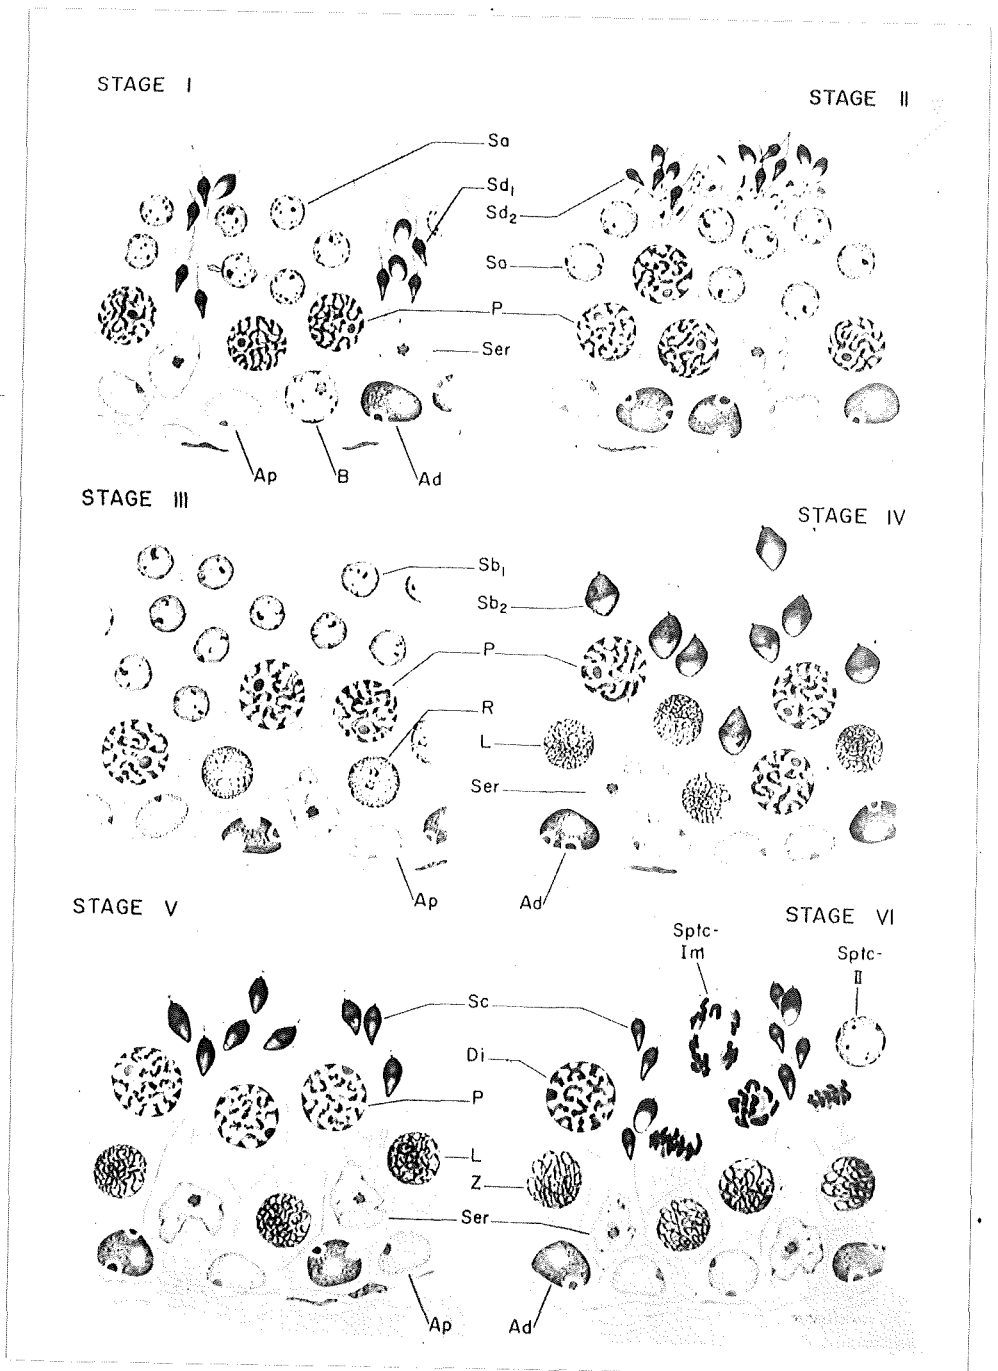 STAGE I
STAGE II
Sa
Sd1
Sd2
Sa
P
Ser
Ap
B
Ad
STAGE III
STAGE IV
Sb1
Sb2
P
R
L
Ser
Ap
Ad
STAGE V
STAGE VI
Sptc-
Im
Sptc-
II
Sc
Di
P
L
Z
Ser
Ap
Ad